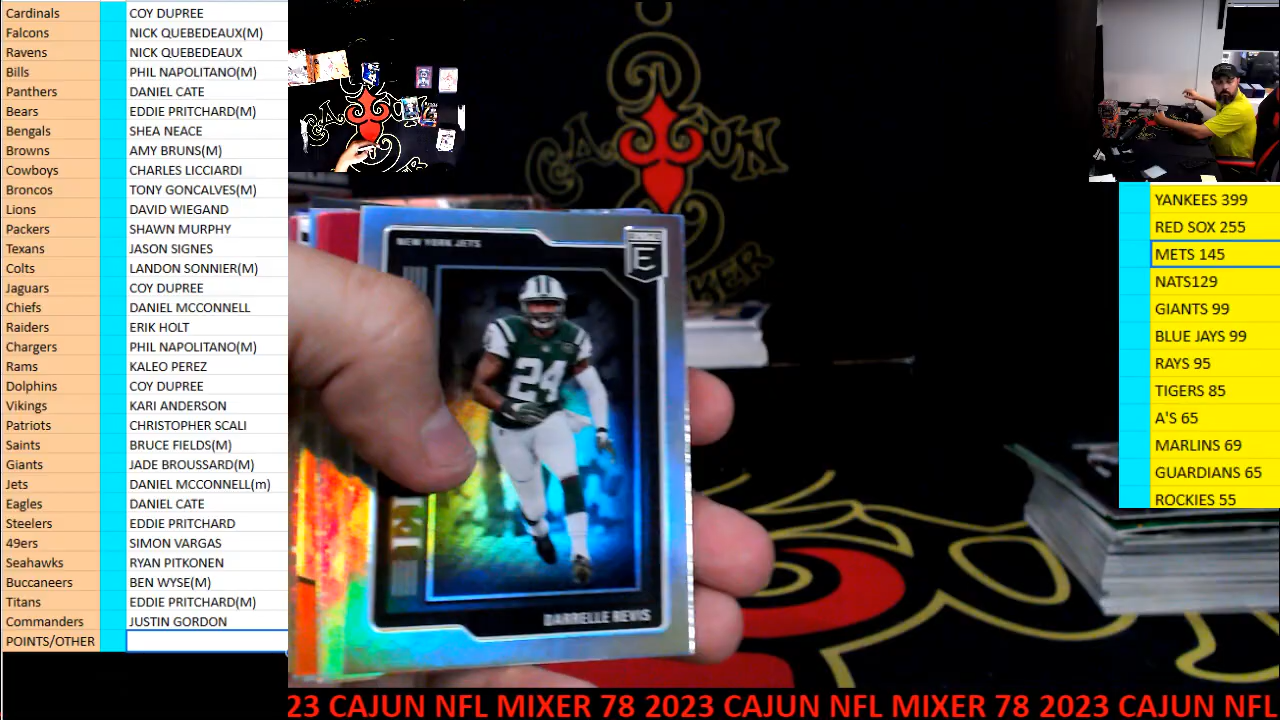 Cardinals COY DUPREE
Falcons NICK QUEBEDEAUX(M)
Ravens NICK QUEBEDEAUX
Bills PHIL NAPOLITANO(M)
Panthers DANIEL CATE
Bears EDDIE PRITCHARD(M)
Bengals SHEA NEACE
Browns AMY BRUNS(M)
Cowboys CHARLES LICCIARDI
Broncos TONY GONCALVES(M)
Lions DAVID WIEGAND
Packers SHAWN MURPHY
Texans JASON SIGNES
Colts LANDON SONNIER(M)
Jaguars COY DUPREE
Chiefs DANIEL MCCONNELL
Raiders ERIK HOLT
Chargers PHIL NAPOLITANO(M)
Rams KALEO PEREZ
Dolphins COY DUPREE
Vikings KARI ANDERSON
Patriots CHRISTOPHER SCALI
Saints BRUCE FIELDS(M)
Giants JADE BROUSSARD(M)
Jets DANIEL MCCONNELL(m)
Eagles DANIEL CATE
Steelers EDDIE PRITCHARD
49ers SIMON VARGAS
Seahawks RYAN PITKONEN
Buccaneers BEN WYSE(M)
Titans EDDIE PRITCHARD(M)
Commanders JUSTIN GORDON
POINTS/OTHER
NEW YORK JETS
E
24
DARRELLE REVIS
YANKEES 399
RED SOX 255
METS 145
NATS129
GIANTS 99
BLUE JAYS 99
RAYS 95
TIGERS 85
A'S 65
MARLINS 69
GUARDIANS 65
ROCKIES 55
23 CAJUN NFL MIXER 78 2023 CAJUN NFL MIXER 78 2023 CAJUN NFL